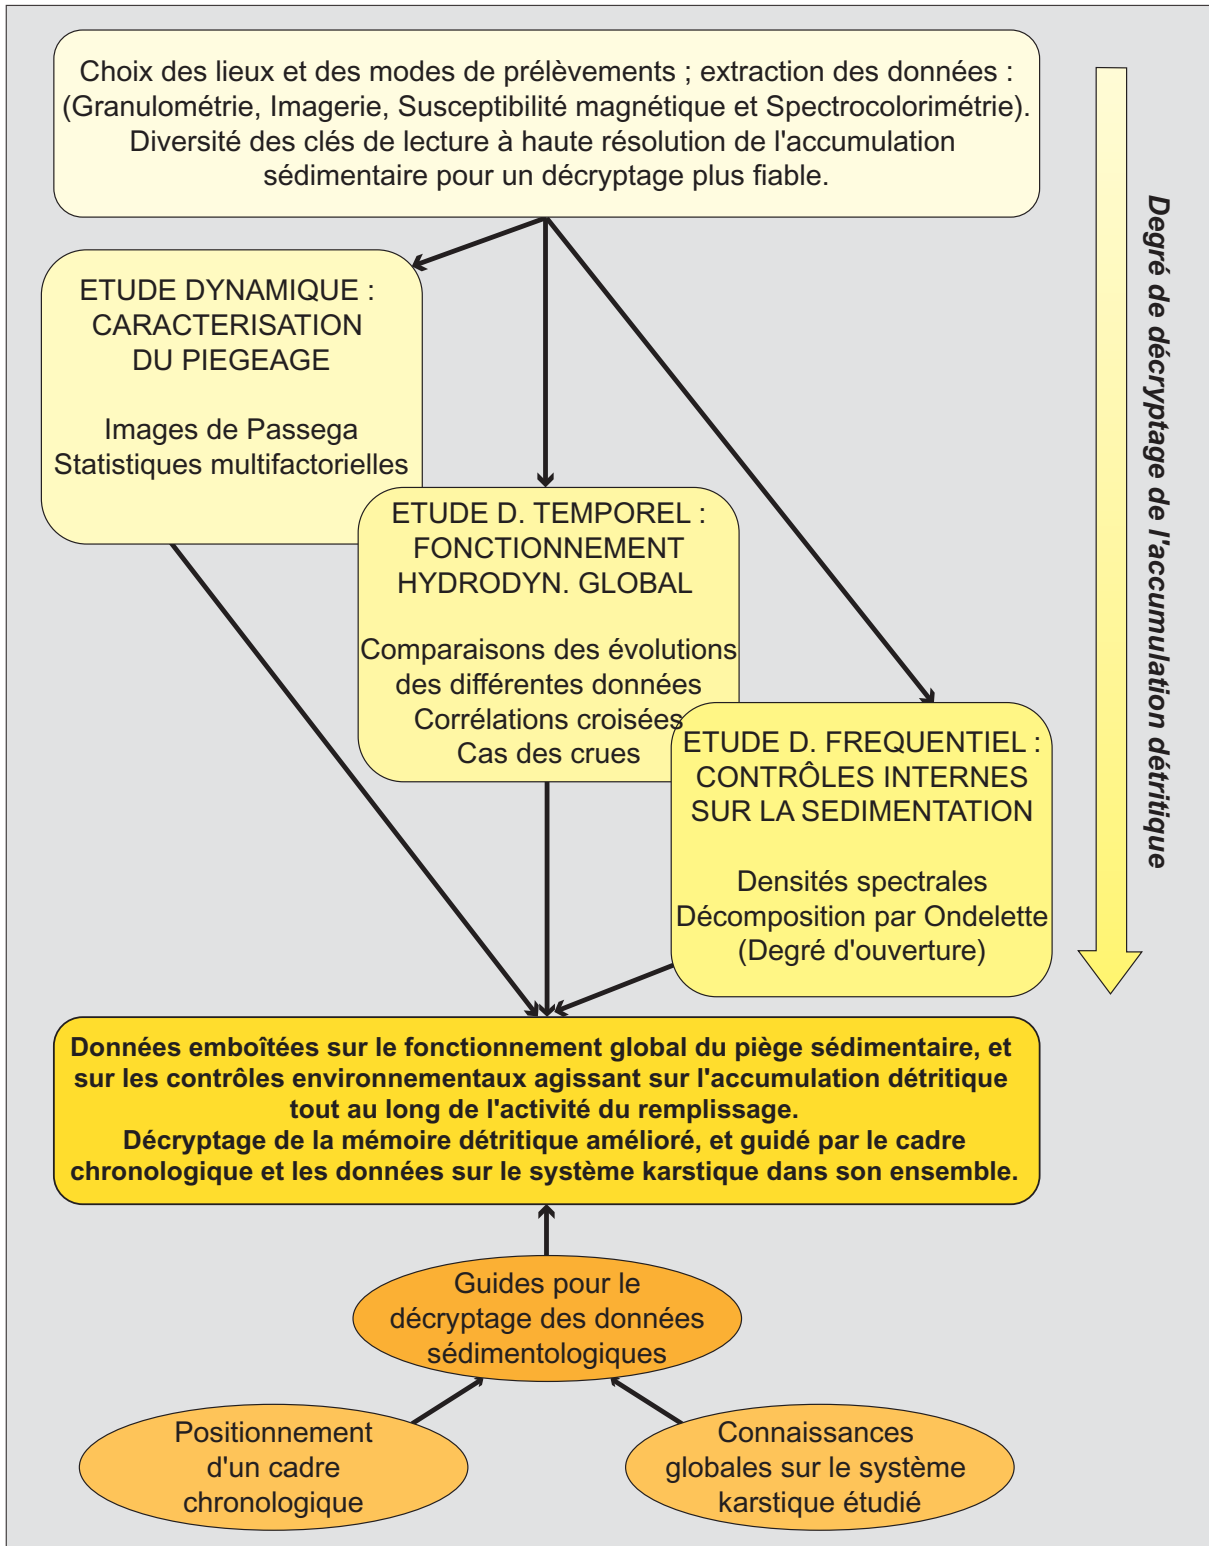 Choix des lieux et des modes de prélèvements ; extraction des données :
(Granulométrie, Imagerie, Susceptibilité magnétique et Spectrocolorimétrie).
Diversité des clés de lecture à haute résolution de l'accumulation
sédimentaire pour un décryptage plus fiable.
Degré de décryptage de l'accumulation détritique
ETUDE DYNAMIQUE :
CARACTERISATION
DU PIEGEAGE
Images de Passega
Statistiques multifactorielles
ETUDE D. TEMPOREL :
FONCTIONNEMENT
HYDRODYN. GLOBAL
Comparaisons des évolutions
des différentes données
Corrélations croisées
Cas des crues
ETUDE D. FREQUENTIEL :
CONTRÔLES INTERNES
SUR LA SEDIMENTATION
Densités spectrales
Décomposition par Ondelette
(Degré d'ouverture)
Données emboîtées sur le fonctionnement global du piège sédimentaire, et
sur les contrôles environnementaux agissant sur l'accumulation détritique
tout au long de l'activité du remplissage.
Décryptage de la mémoire détritique amélioré, et guidé par le cadre
chronologique et les données sur le système karstique dans son ensemble.
Guides pour le
décryptage des données
sédimentologiques
Positionnement
d'un cadre
chronologique
Connaissances
globales sur le système
karstique étudié